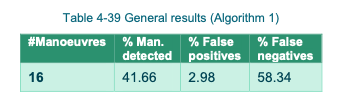 Table 4-39 General results (Algorithm 1)
#Manoeuvres % Man. detected % False positives % False negatives
16 41.66 2.98 58.34